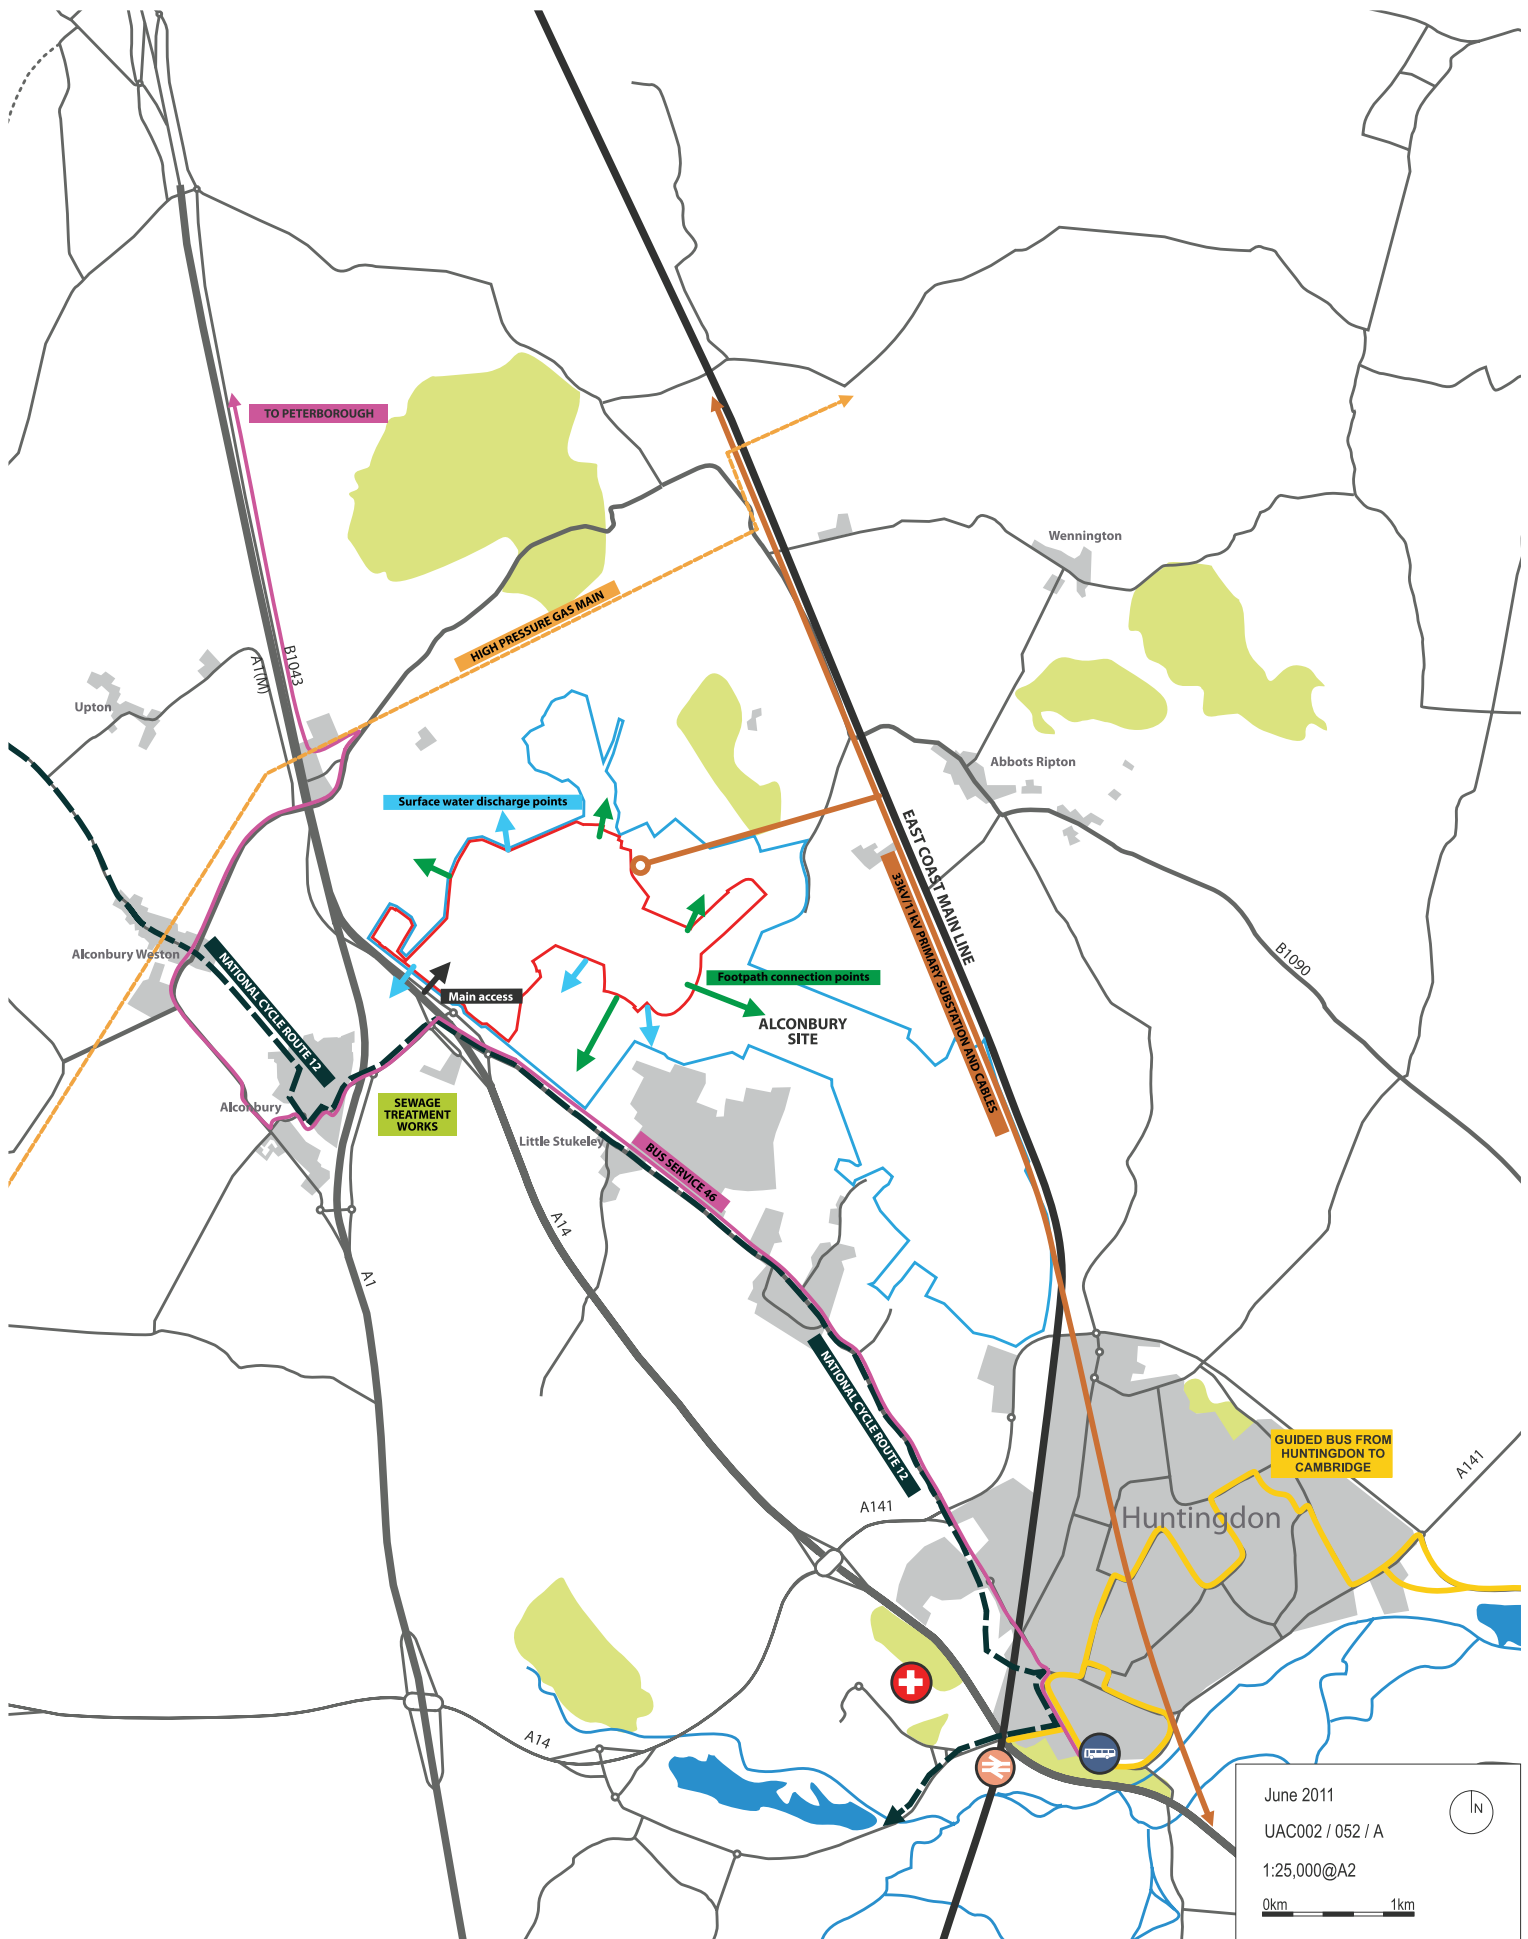 TO PETERBOROUGH
Wennington
HIGH PRESSURE GAS MAIN
B1043
A1(M)
Upton
Abbots Ripton
Surface water discharge points
EAST COAST MAIN LINE
33kV/11kV PRIMARY SUBSTATION AND CABLES
B1090
Alconbury Weston
NATIONAL CYCLE ROUTE 12
Footpath connection points
Main access
ALCONBURY
SITE
Alconbury
SEWAGE
TREATMENT
WORKS
Little Stukeley
BUS SERVICE 46
A14
A1
NATIONAL CYCLE ROUTE 12
GUIDED BUS FROM
HUNTINGDON TO
CAMBRIDGE
A141
A141
Huntingdon
A14
June 2011
N
UAC002 / 052 / A
1:25,000@A2
0km 1km